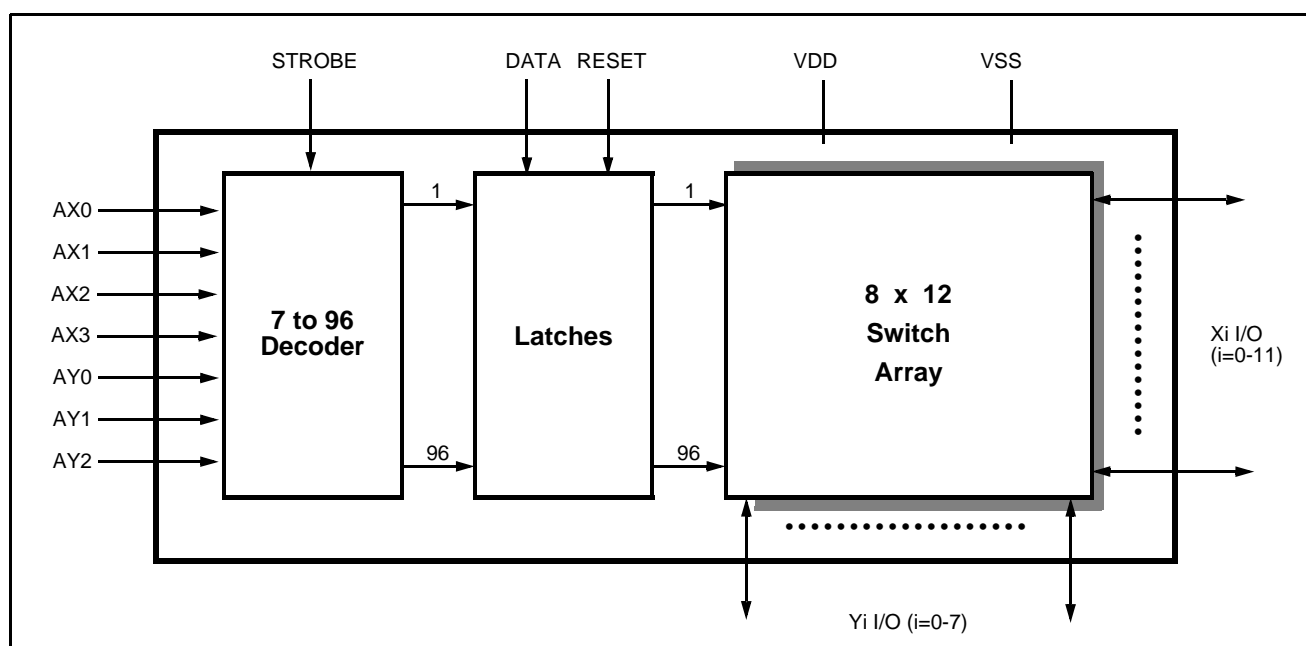 STROBE
DATA
RESET
VDD
VSS
AX0
AX1
AX2
AX3
AY0
AY1
AY2
7 to 96
Decoder
1
96
Latches
1
96
8 x 12
Switch
Array
Xi I/O
(i=0-11)
Yi I/O (i=0-7)